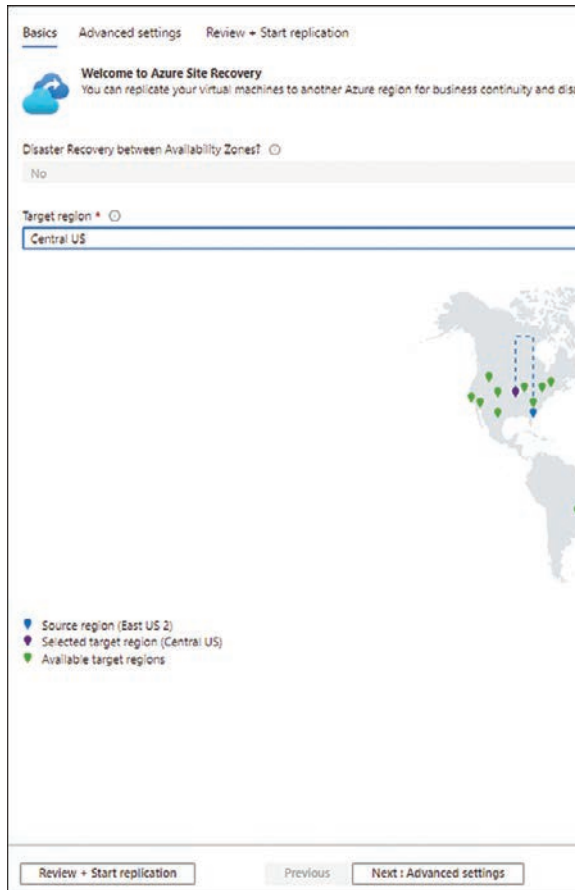 Basics Advanced settings Review + Start replication
Welcome to Azure Site Recovery
You can replicate your virtual machines to another Azure region for business continuity and disa
Disaster Recovery between Availability Zones?
No
Target region *
Central US
Source region (East US 2)
Selected target region (Central US)
Available target regions
Review + Start replication Previous Next : Advanced settings